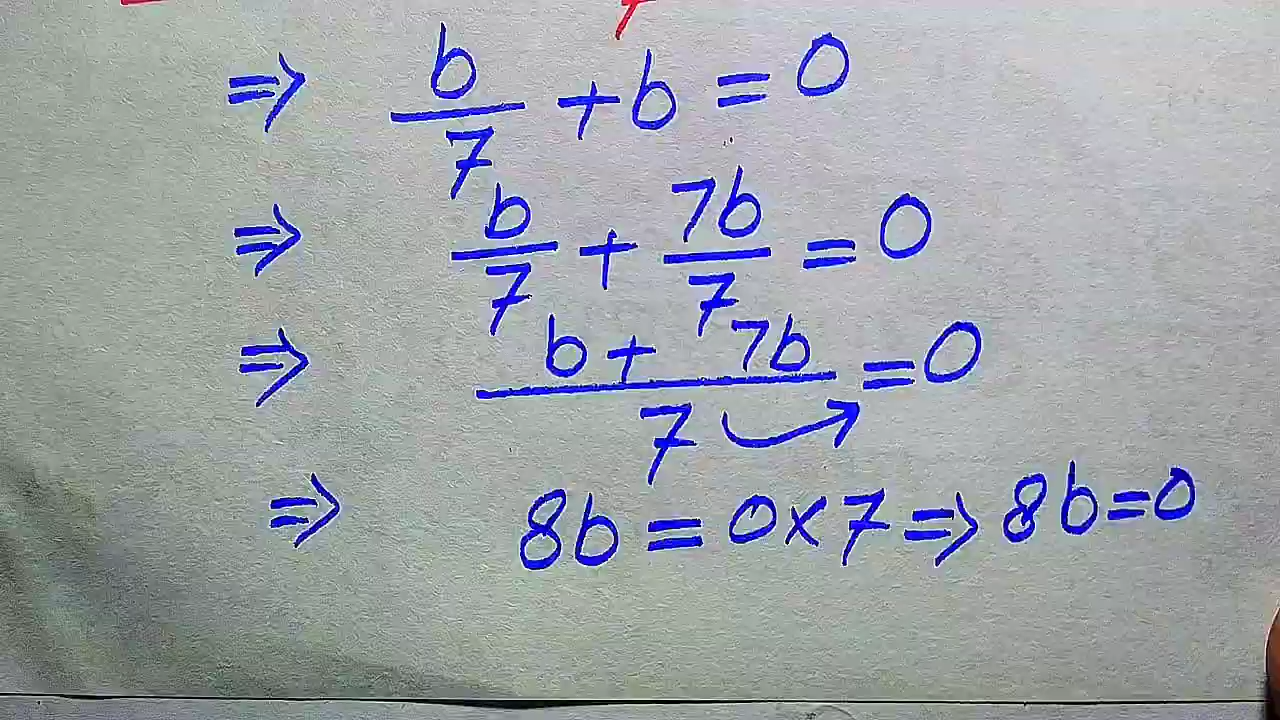 ⇒ b/7 + b = 0
⇒ b/7 + 7b/7 = 0
⇒ (b + 7b)/7 = 0
⇒ 8b = 0×7 ⇒ 8b = 0